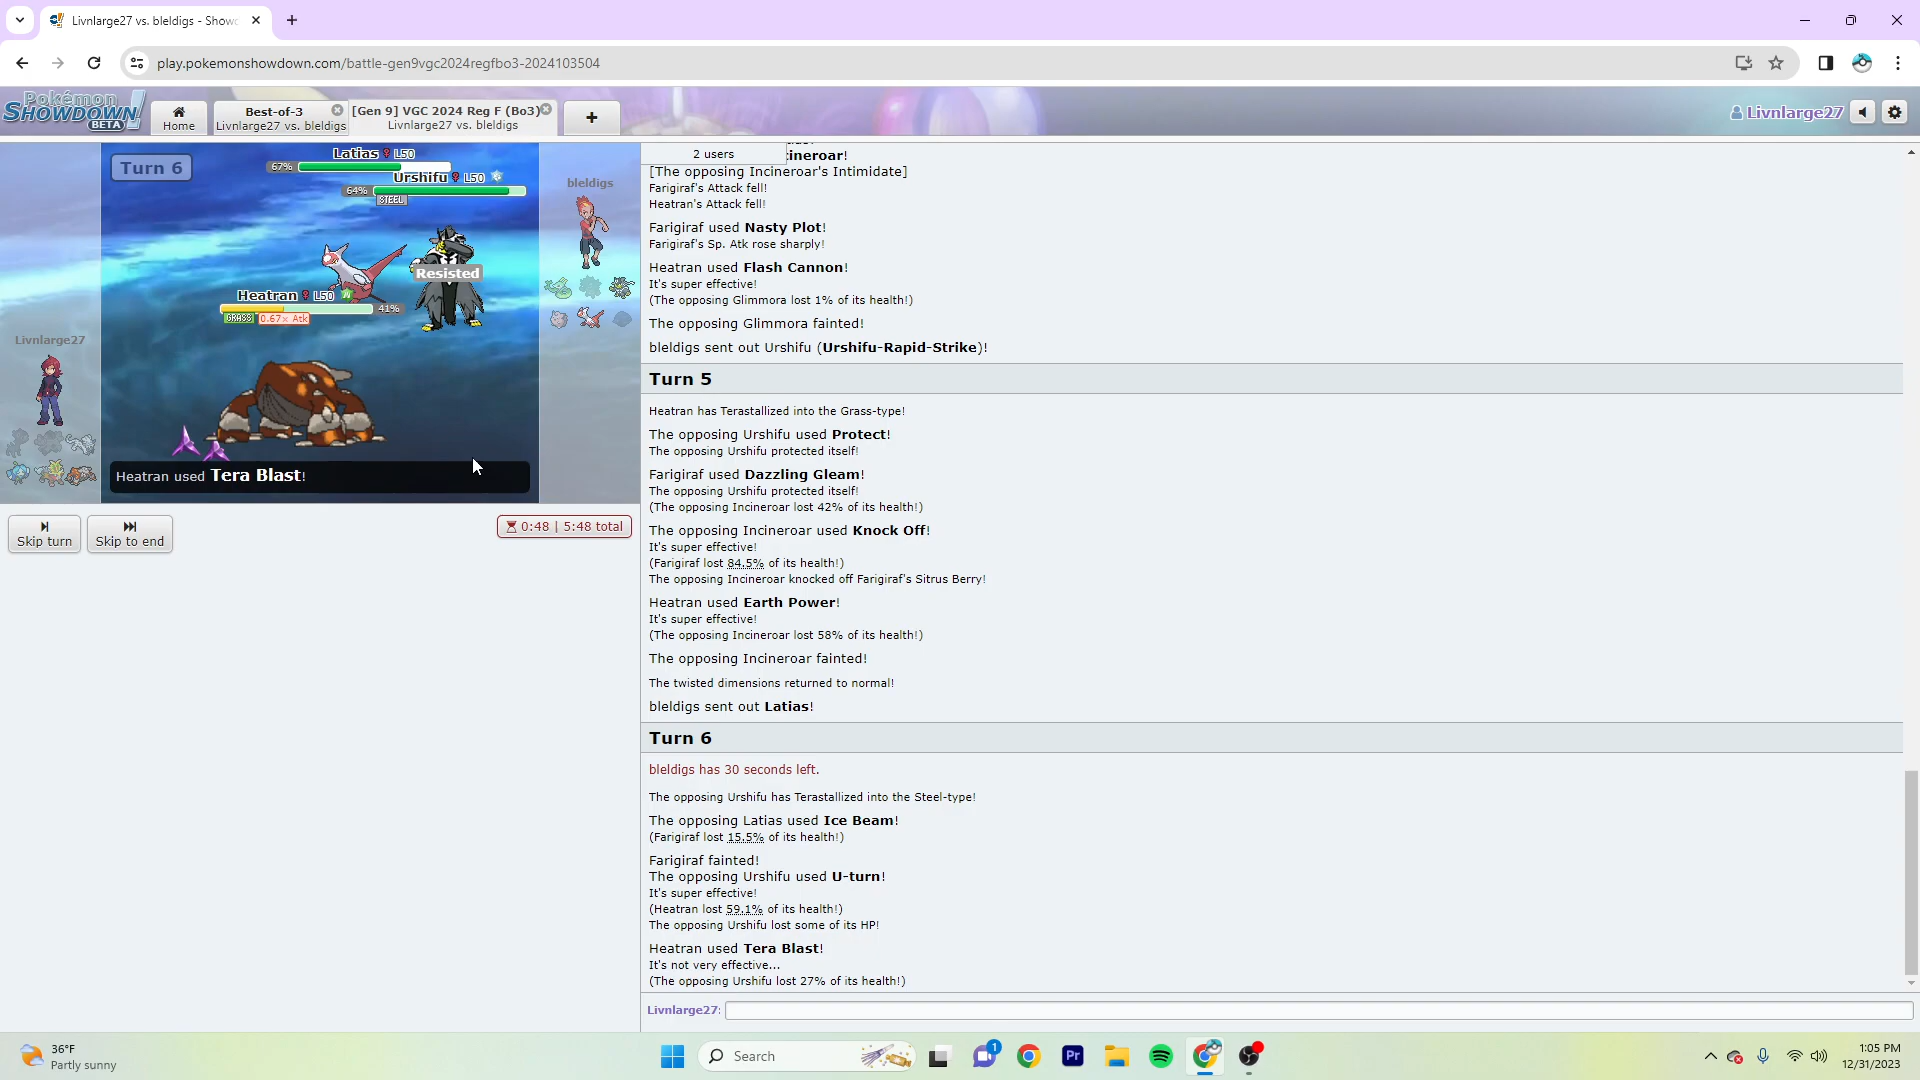 Livnlarge27 vs. bleldigs - Showd
play.pokemonshowdown.com/battle-gen9vgc2024regfbo3-2024103504
Pokémon
SHOWDOWN!
BETA
Home
Best-of-3
Livnlarge27 vs. bleldigs
[Gen 9] VGC 2024 Reg F (Bo3)
Livnlarge27 vs. bleldigs
Livnlarge27
Turn 6
Latias L50
67%
Urshifu L50
64%
STEEL
bleldigs
Resisted
Heatran L50
41%
GRASS 0.67× Atk
Livnlarge27
Heatran used Tera Blast!
Skip turn
Skip to end
0:48 | 5:48 total
2 users
cineroar!
[The opposing Incineroar's Intimidate]
Farigiraf's Attack fell!
Heatran's Attack fell!
Farigiraf used Nasty Plot!
Farigiraf's Sp. Atk rose sharply!
Heatran used Flash Cannon!
It's super effective!
(The opposing Glimmora lost 1% of its health!)
The opposing Glimmora fainted!
bleldigs sent out Urshifu (Urshifu-Rapid-Strike)!
Turn 5
Heatran has Terastallized into the Grass-type!
The opposing Urshifu used Protect!
The opposing Urshifu protected itself!
Farigiraf used Dazzling Gleam!
The opposing Urshifu protected itself!
(The opposing Incineroar lost 42% of its health!)
The opposing Incineroar used Knock Off!
It's super effective!
(Farigiraf lost 84.5% of its health!)
The opposing Incineroar knocked off Farigiraf's Sitrus Berry!
Heatran used Earth Power!
It's super effective!
(The opposing Incineroar lost 58% of its health!)
The opposing Incineroar fainted!
The twisted dimensions returned to normal!
bleldigs sent out Latias!
Turn 6
bleldigs has 30 seconds left.
The opposing Urshifu has Terastallized into the Steel-type!
The opposing Latias used Ice Beam!
(Farigiraf lost 15.5% of its health!)
Farigiraf fainted!
The opposing Urshifu used U-turn!
It's super effective!
(Heatran lost 59.1% of its health!)
The opposing Urshifu lost some of its HP!
Heatran used Tera Blast!
It's not very effective...
(The opposing Urshifu lost 27% of its health!)
Livnlarge27:
36°F
Partly sunny
Search
1
Pr
1:05 PM
12/31/2023